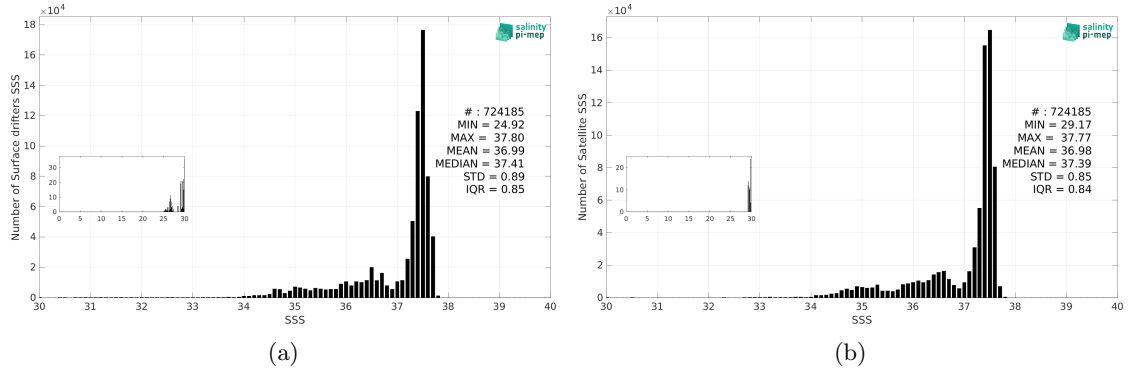 ×10⁴
18
16
14
12
10
8
6
4
2
0
Number of Surface drifters SSS
salinity
pi-mep
# : 724185
MIN = 24.92
MAX = 37.80
MEAN = 36.99
MEDIAN = 37.41
STD = 0.89
IQR = 0.85
30
20
10
0
0 5 10 15 20 25 30
30 31 32 33 34 35 36 37 38 39 40
SSS
(a)
×10⁴
16
14
12
10
8
6
4
2
0
Number of Satellite SSS
salinity
pi-mep
# : 724185
MIN = 29.17
MAX = 37.77
MEAN = 36.98
MEDIAN = 37.39
STD = 0.85
IQR = 0.84
20
10
0
0 5 10 15 20 25 30
30 31 32 33 34 35 36 37 38 39 40
SSS
(b)